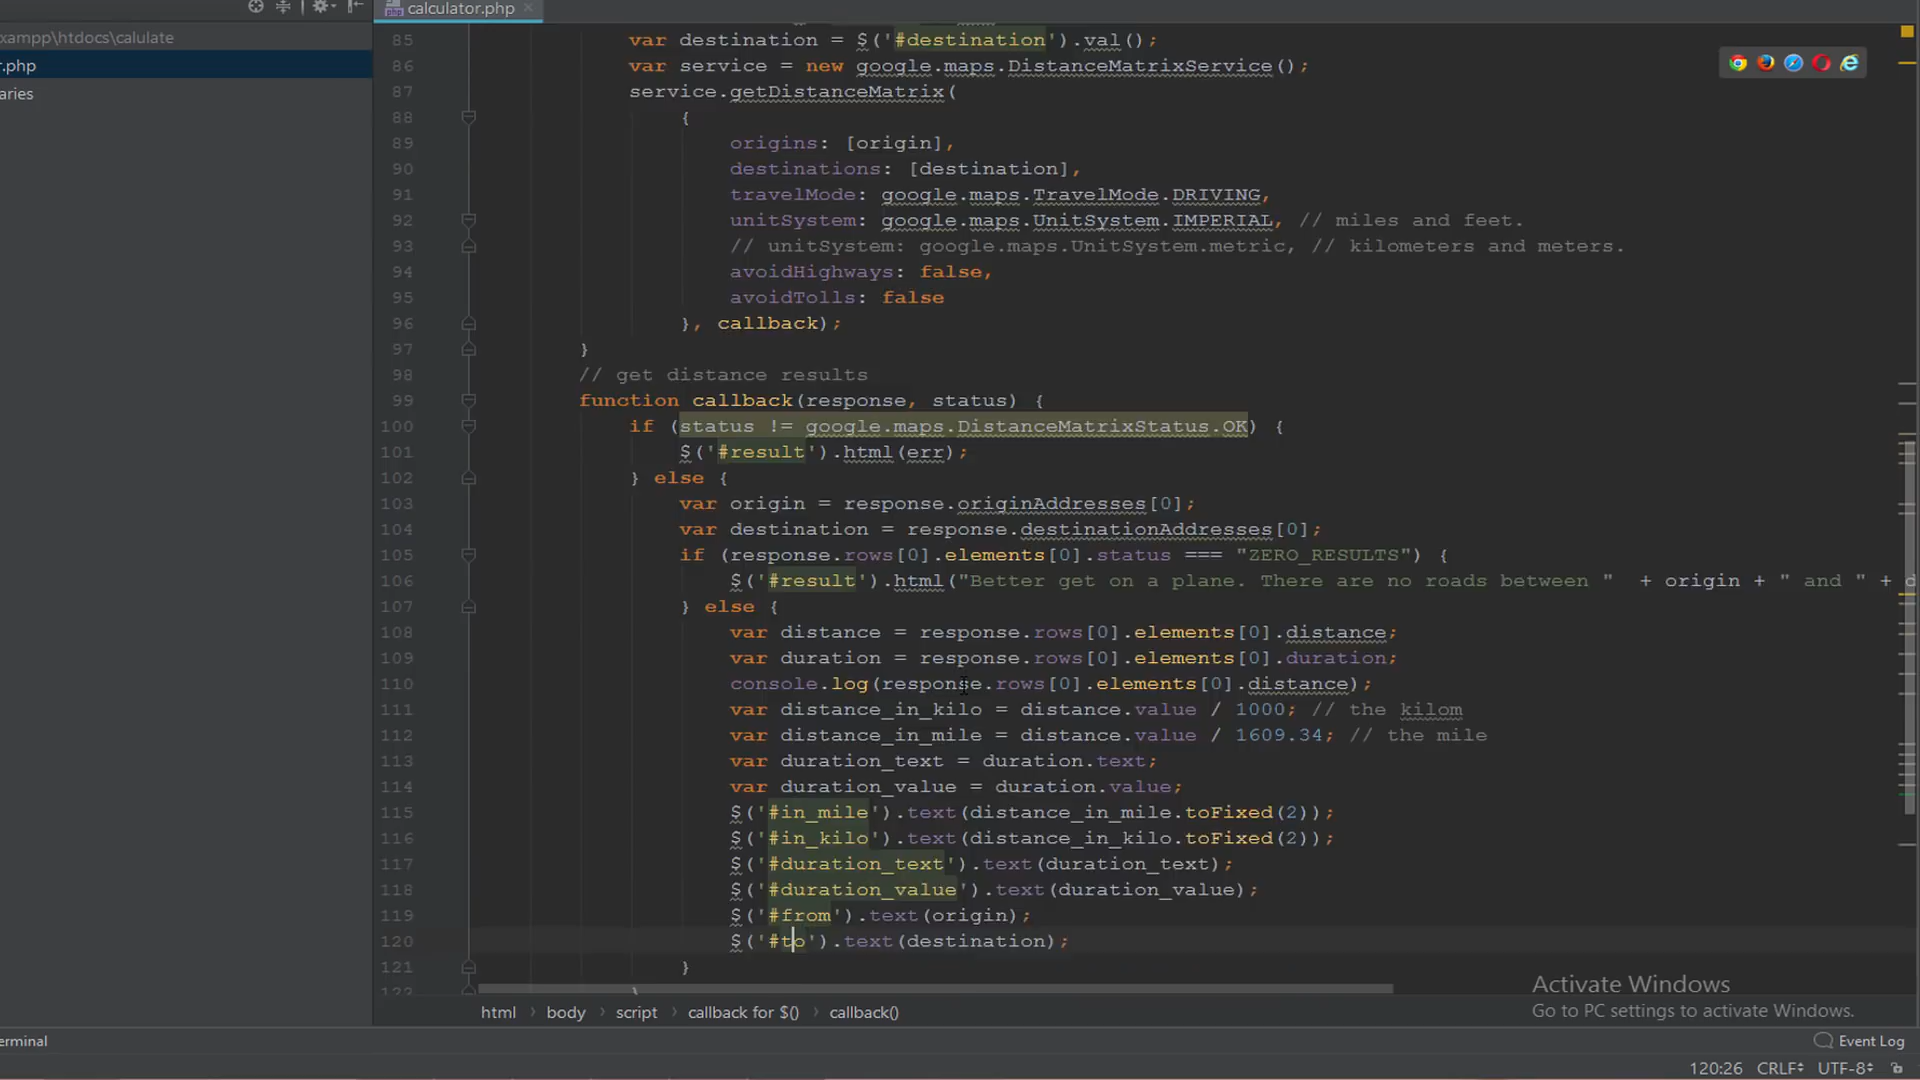 calculator.php
xampp\htdocs\calulate
r.php
aries
85 var destination = $('#destination').val();
86 var service = new google.maps.DistanceMatrixService();
87 service.getDistanceMatrix(
88 {
89 origins: [origin],
90 destinations: [destination],
91 travelMode: google.maps.TravelMode.DRIVING,
92 unitSystem: google.maps.UnitSystem.IMPERIAL, // miles and feet.
93 // unitSystem: google.maps.UnitSystem.metric, // kilometers and meters.
94 avoidHighways: false,
95 avoidTolls: false
96 }, callback);
97 }
98 // get distance results
99 function callback(response, status) {
100 if (status != google.maps.DistanceMatrixStatus.OK) {
101 $('#result').html(err);
102 } else {
103 var origin = response.originAddresses[0];
104 var destination = response.destinationAddresses[0];
105 if (response.rows[0].elements[0].status === "ZERO_RESULTS") {
106 $('#result').html("Better get on a plane. There are no roads between " + origin + " and " + d
107 } else {
108 var distance = response.rows[0].elements[0].distance;
109 var duration = response.rows[0].elements[0].duration;
110 console.log(response.rows[0].elements[0].distance);
111 var distance_in_kilo = distance.value / 1000; // the kilom
112 var distance_in_mile = distance.value / 1609.34; // the mile
113 var duration_text = duration.text;
114 var duration_value = duration.value;
115 $('#in_mile').text(distance_in_mile.toFixed(2));
116 $('#in_kilo').text(distance_in_kilo.toFixed(2));
117 $('#duration_text').text(duration_text);
118 $('#duration_value').text(duration_value);
119 $('#from').text(origin);
120 $('#to').text(destination);
121 }
122 }
Activate Windows
Go to PC settings to activate Windows.
html body script callback for $() callback()
erminal
Event Log
120:26 CRLF UTF-8